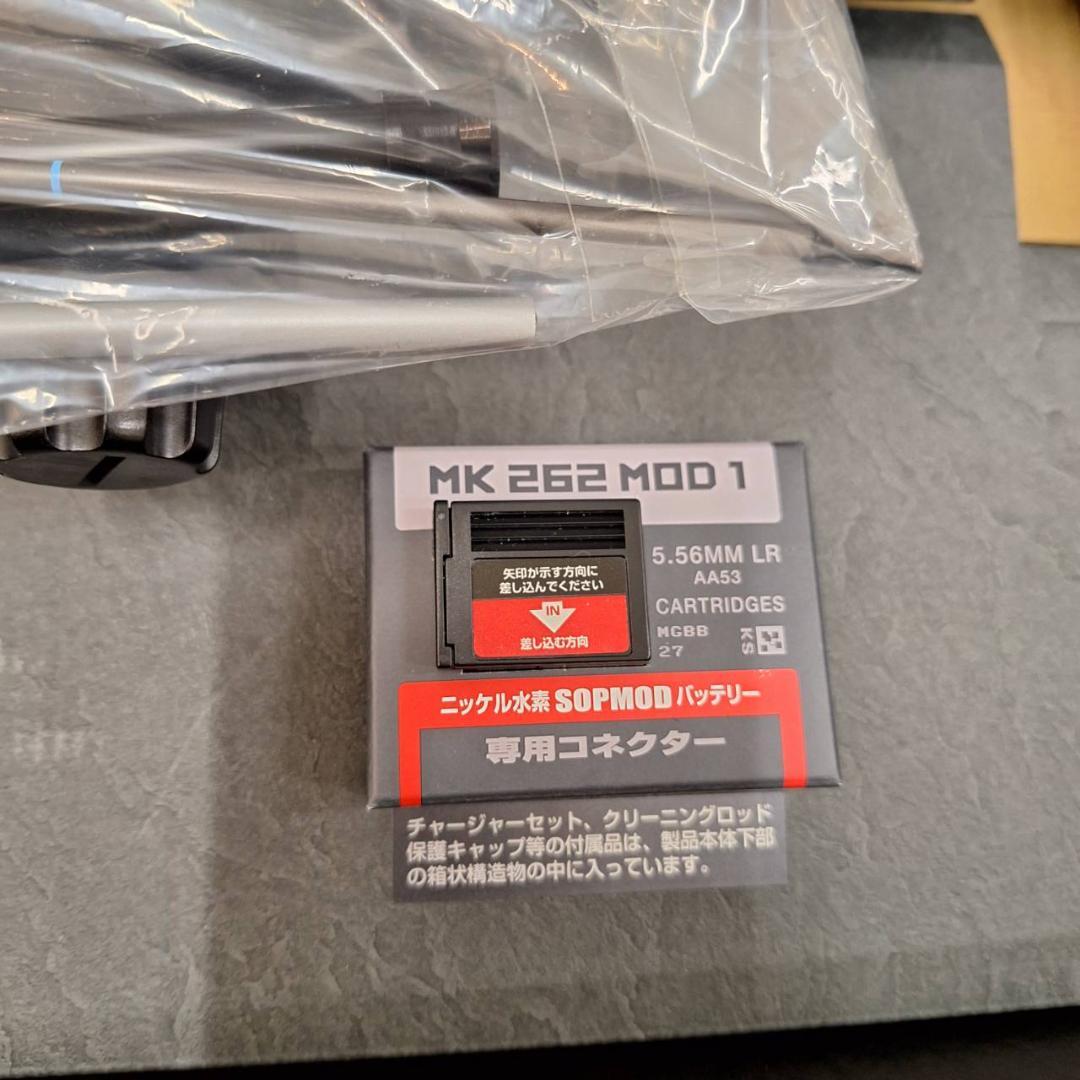 MK 262 MOD 1
5.56MM LR
AA53
CARTRIDGES
MGBB
27
KS
矢印が示す方向に
差し込んでください
IN
差し込む方向
ニッケル水素 SOPMOD バッテリー
専用コネクター
チャージャーセット、クリーニングロッド
保護キャップ等の付属品は、製品本体下部
の箱状構造物の中に入っています。